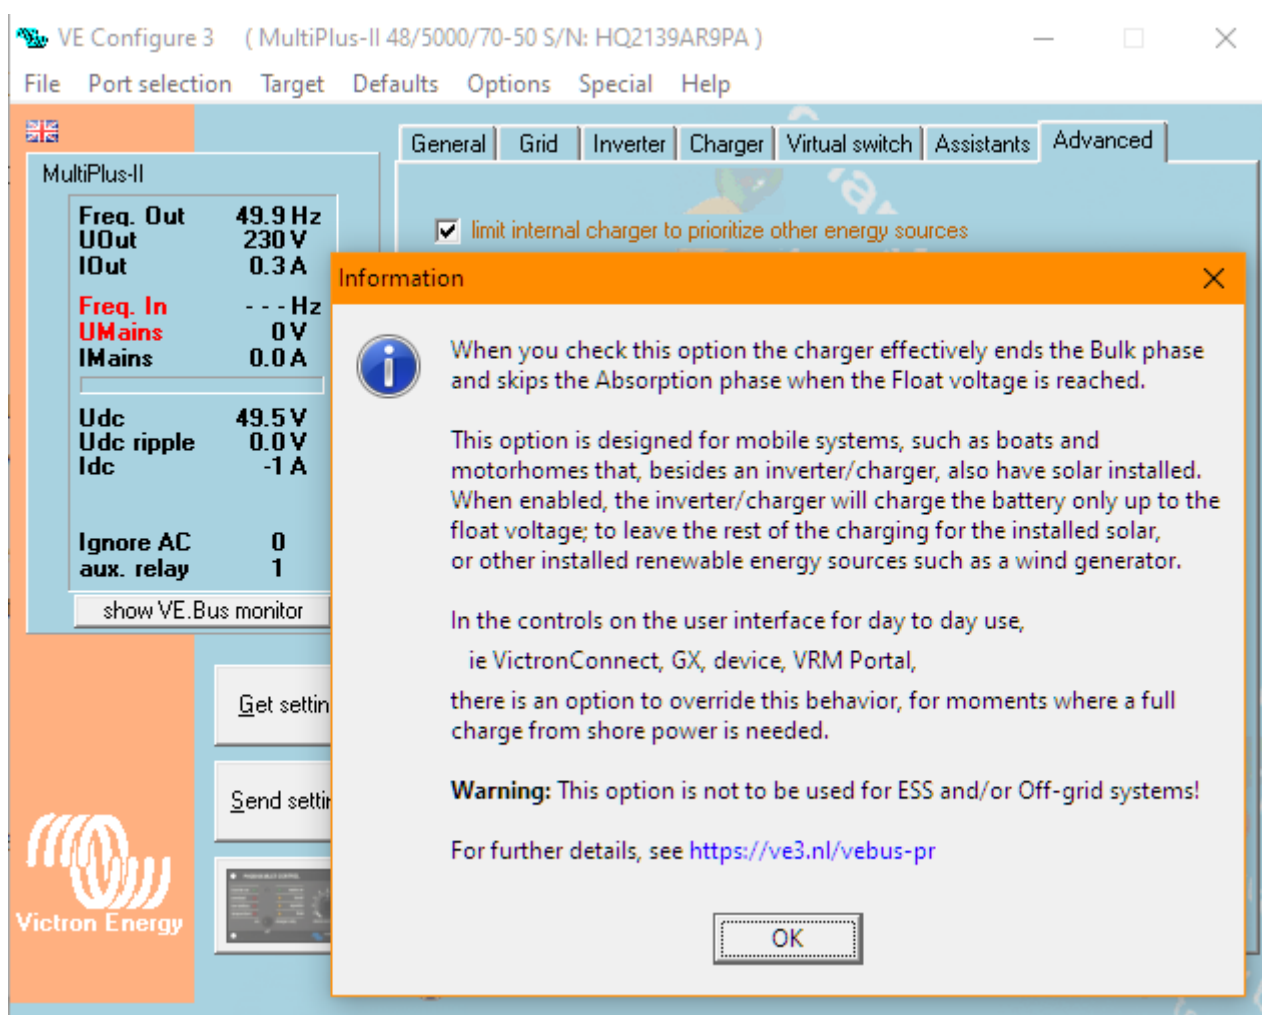 VE Configure 3 ( MultiPlus-II 48/5000/70-50 S/N: HQ2139AR9PA )
File Port selection Target Defaults Options Special Help
General Grid Inverter Charger Virtual switch Assistants Advanced
MultiPlus-II
Freq. Out 49.9 Hz
UOut 230 V
IOut 0.3 A
Freq. In - - - Hz
UMains 0 V
IMains 0.0 A
Udc 49.5 V
Udc ripple 0.0 V
Idc -1 A
Ignore AC 0
aux. relay 1
show VE.Bus monitor
Get settin
Send settin
Victron Energy
limit internal charger to prioritize other energy sources
Information
When you check this option the charger effectively ends the Bulk phase
and skips the Absorption phase when the Float voltage is reached.
This option is designed for mobile systems, such as boats and
motorhomes that, besides an inverter/charger, also have solar installed.
When enabled, the inverter/charger will charge the battery only up to the
float voltage; to leave the rest of the charging for the installed solar,
or other installed renewable energy sources such as a wind generator.
In the controls on the user interface for day to day use,
ie VictronConnect, GX, device, VRM Portal,
there is an option to override this behavior, for moments where a full
charge from shore power is needed.
Warning: This option is not to be used for ESS and/or Off-grid systems!
For further details, see https://ve3.nl/vebus-pr
OK